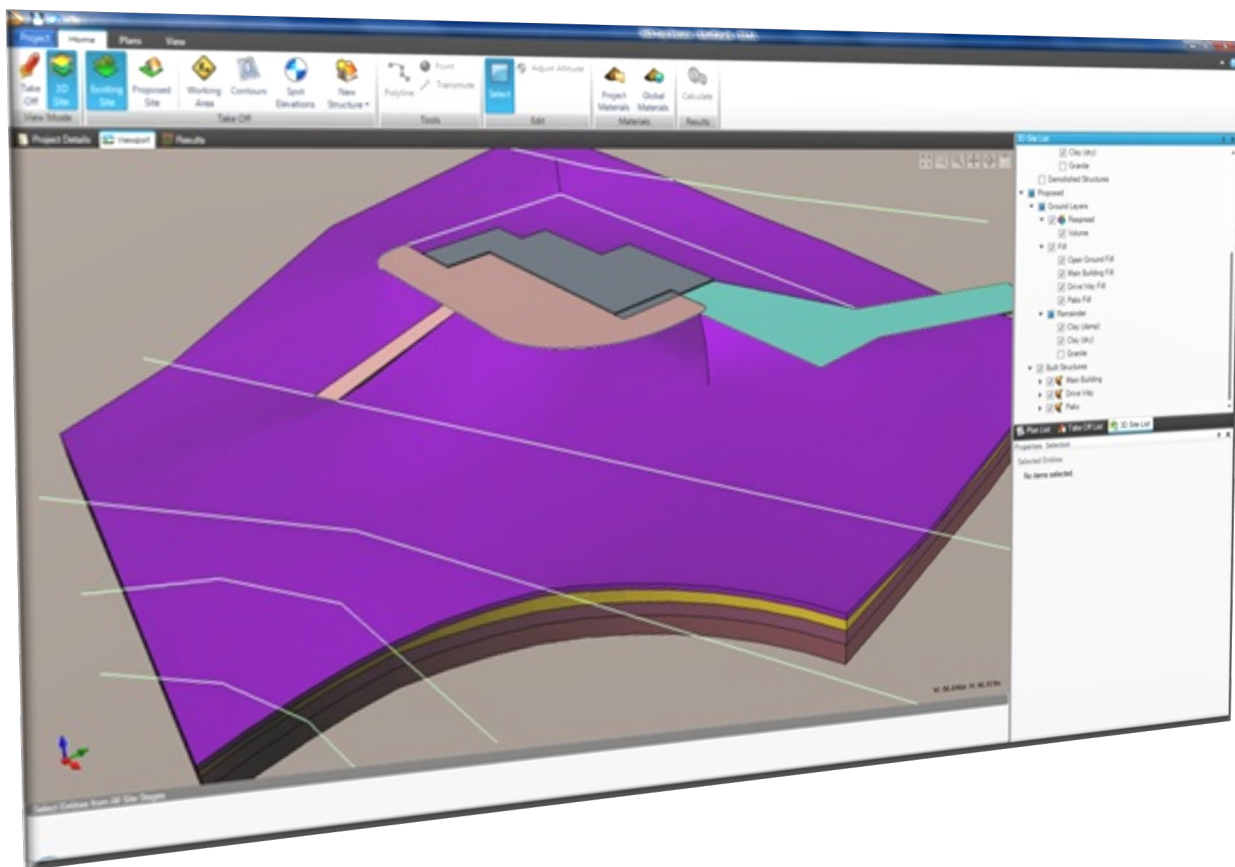 Project Home Plans View
Take Off
3D Site
Existing Site
Proposed Site
Working Area
Contours
Spot Elevations
New Structure
Polyline
Point
Transmute
Select
Adjust Altitude
Project Materials
Global Materials
Calculate
View Mode Take Off Tools Edit Materials Results
Project Details Viewport Results
3D Site List
Clay (dry)
Granite
Demolished Structures
Proposed
Ground Layers
Respread
Volume
Fill
Open Ground Fill
Main Building Fill
Drive Way Fill
Patio Fill
Remainder
Clay (damp)
Clay (dry)
Granite
Built Structures
Main Building
Drive Way
Patio
Plan List Take Off List 3D Site List
Properties: Selection
Selected Entities
No items selected.
Select Entities from All Site Stages